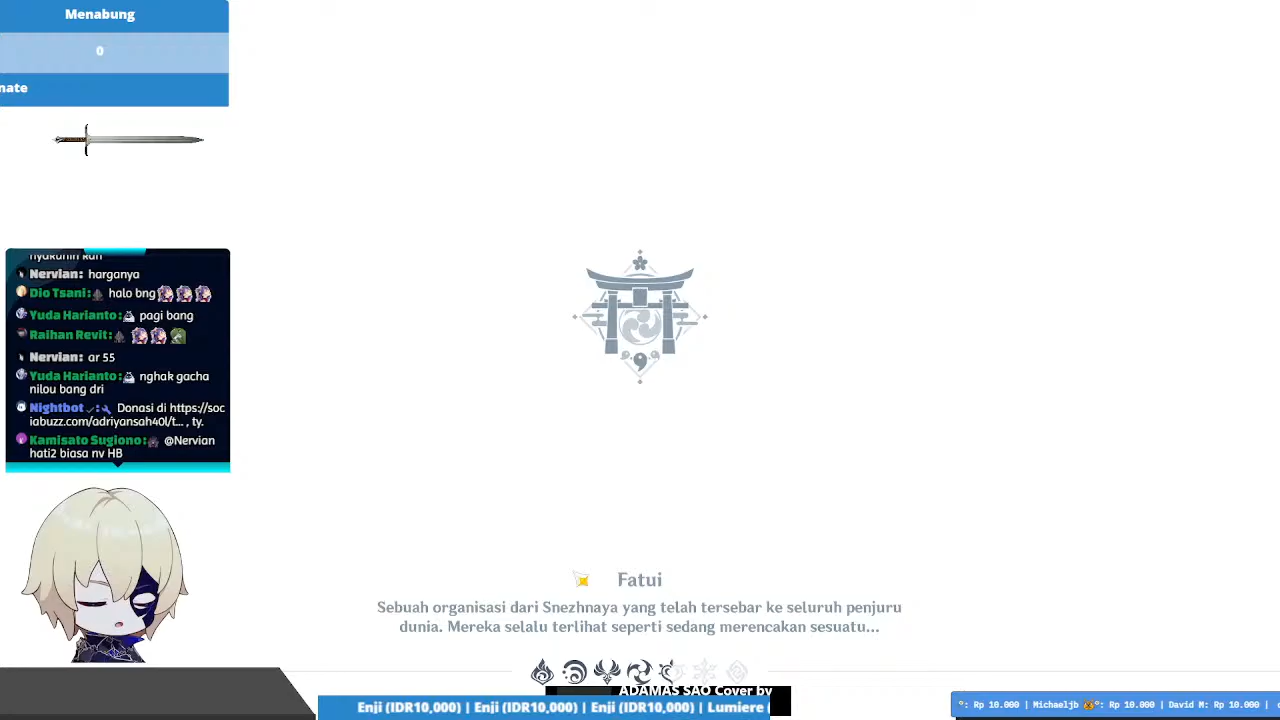 Menabung
0
nate
Nervian: harganya
Dio Tsani: halo bng
Yuda Harianto: pagi bang
Raihan Revit:
Nervian: ar 55
Yuda Harianto: nghak gacha
nilou bang dri
Nightbot : Donasi di https://soc
iabuzz.com/adriyansah40l/t... , ty.
Kamisato Sugiono: @Nervian
hati2 biasa nv HB
Fatui
Sebuah organisasi dari Snezhnaya yang telah tersebar ke seluruh penjuru
dunia. Mereka selalu terlihat seperti sedang merencakan sesuatu...
ADAMAS SAO Cover by
Enji (IDR10,000) | Enji (IDR10,000) | Enji (IDR10,000) | Lumiere (
: Rp 10.000 | Michaeljb : Rp 10.000 | David M: Rp 10.000 |